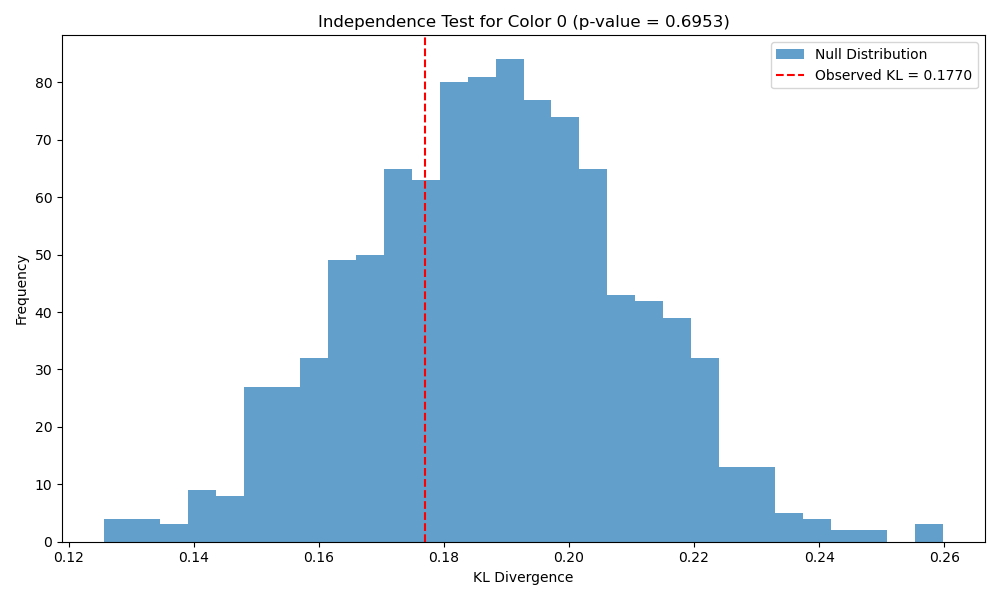 Independence Test for Color 0 (p-value = 0.6953)
Null Distribution
Observed KL = 0.1770
Frequency
80
70
60
50
40
30
20
10
0
0.12 0.14 0.16 0.18 0.20 0.22 0.24 0.26
KL Divergence